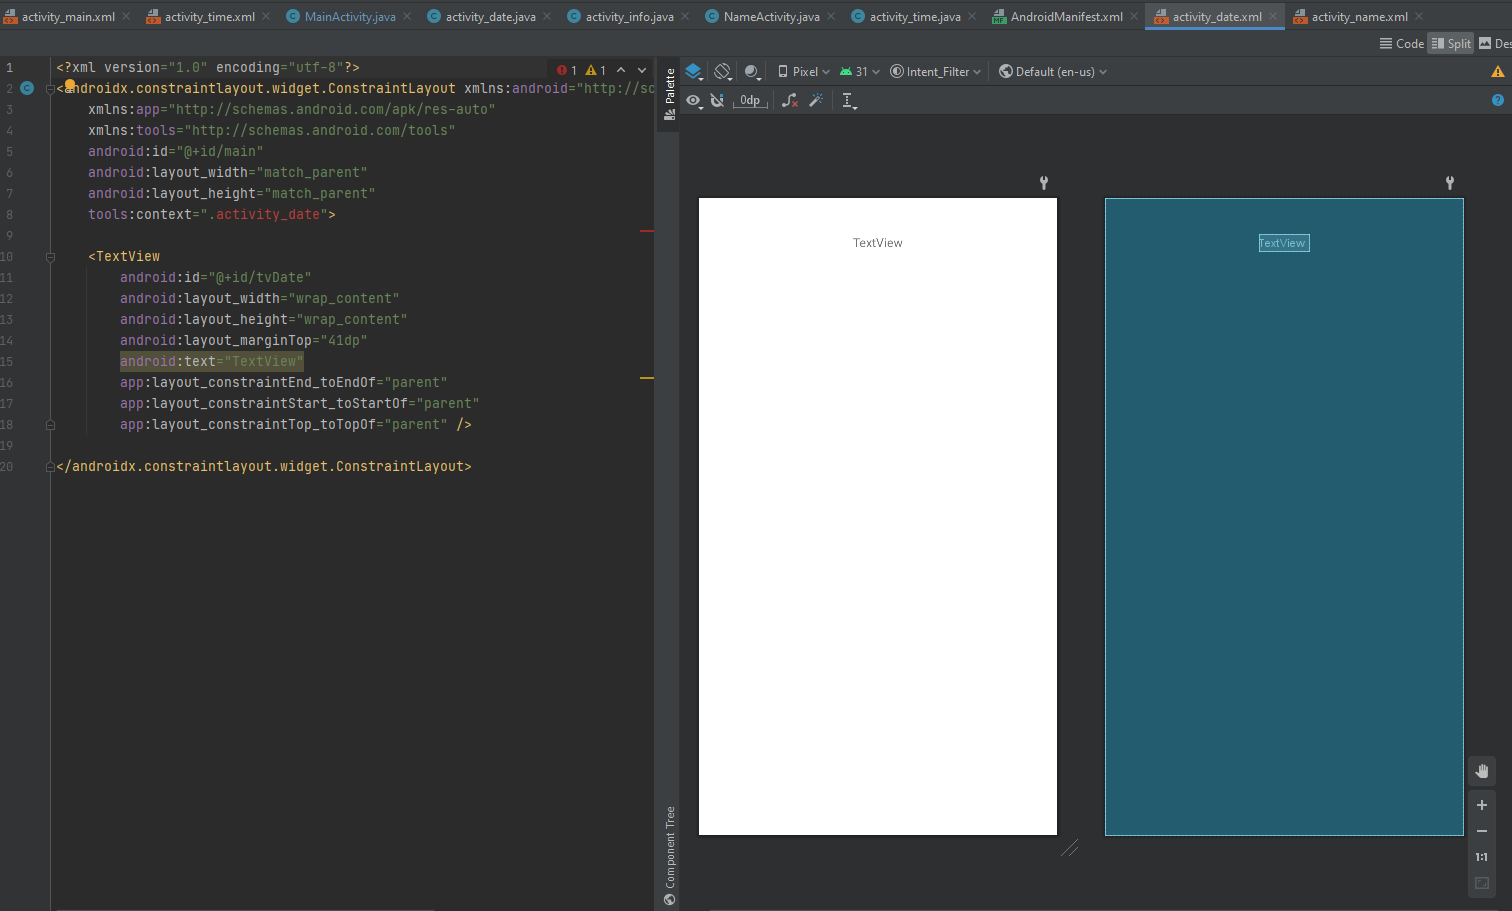 activity_main.xml activity_time.xml MainActivity.java activity_date.java activity_info.java NameActivity.java activity_time.java AndroidManifest.xml activity_date.xml activity_name.xml
Code Split Des
1 <?xml version="1.0" encoding="utf-8"?>
2 <androidx.constraintlayout.widget.ConstraintLayout xmlns:android="http://sc
3 xmlns:app="http://schemas.android.com/apk/res-auto"
4 xmlns:tools="http://schemas.android.com/tools"
5 android:id="@+id/main"
6 android:layout_width="match_parent"
7 android:layout_height="match_parent"
8 tools:context=".activity_date">
9
10 <TextView
11 android:id="@+id/tvDate"
12 android:layout_width="wrap_content"
13 android:layout_height="wrap_content"
14 android:layout_marginTop="41dp"
15 android:text="TextView"
16 app:layout_constraintEnd_toEndOf="parent"
17 app:layout_constraintStart_toStartOf="parent"
18 app:layout_constraintTop_toTopOf="parent" />
19
20 </androidx.constraintlayout.widget.ConstraintLayout>
1 1
Palette
Component Tree
Pixel 31 Intent_Filter Default (en-us)
0dp
TextView
TextView
1:1